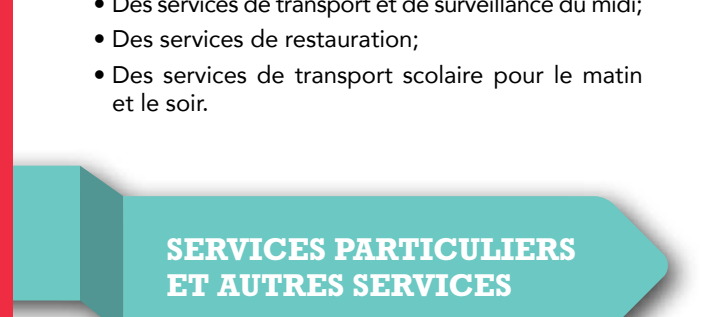 • Des services de transport et de surveillance du midi;
• Des services de restauration;
• Des services de transport scolaire pour le matin
et le soir.
SERVICES PARTICULIERS
ET AUTRES SERVICES